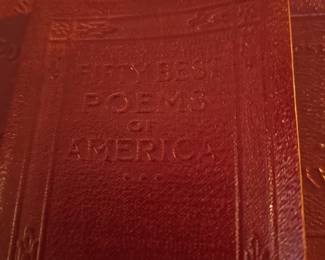 FIFTY BEST
POEMS
OF
AMERICA